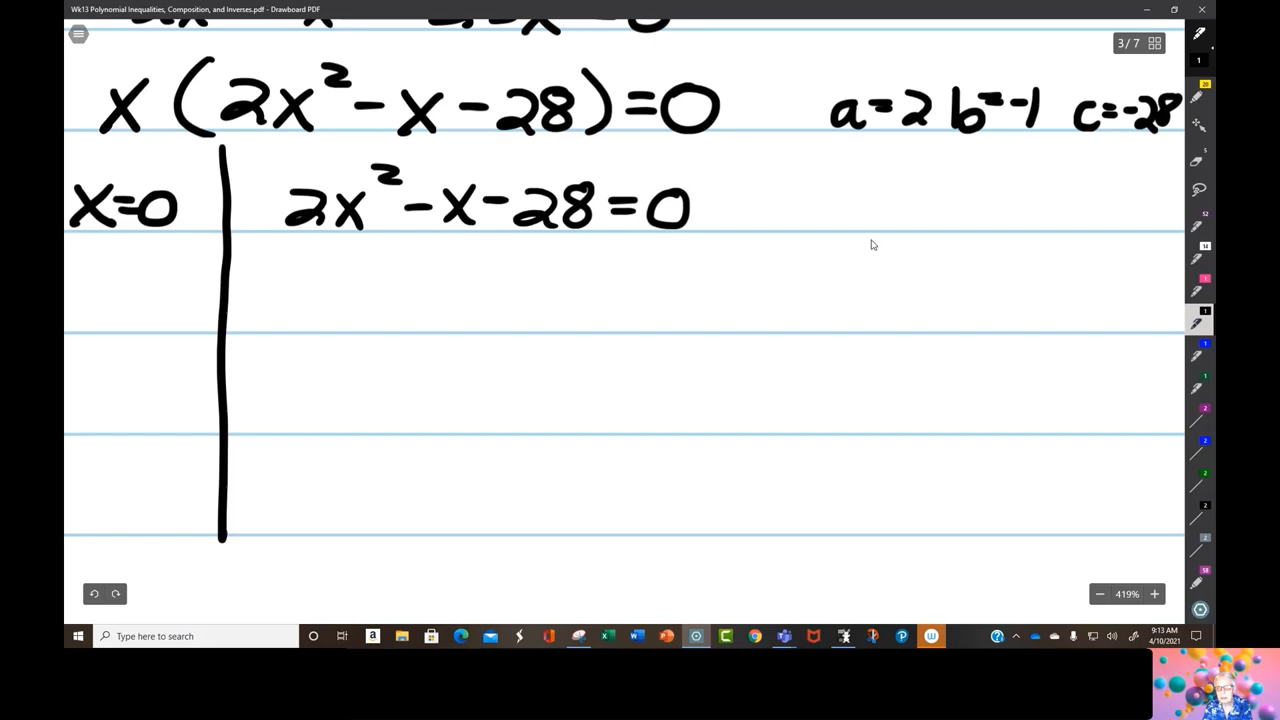 Wk13 Polynomial Inequalities, Composition, and Inverses.pdf - Drawboard PDF
3 / 7
x(2x²-x-28)=0 a=2 b=-1 c=-28
x=0 2x²-x-28=0
419%
Type here to search
9:13 AM
4/10/2021